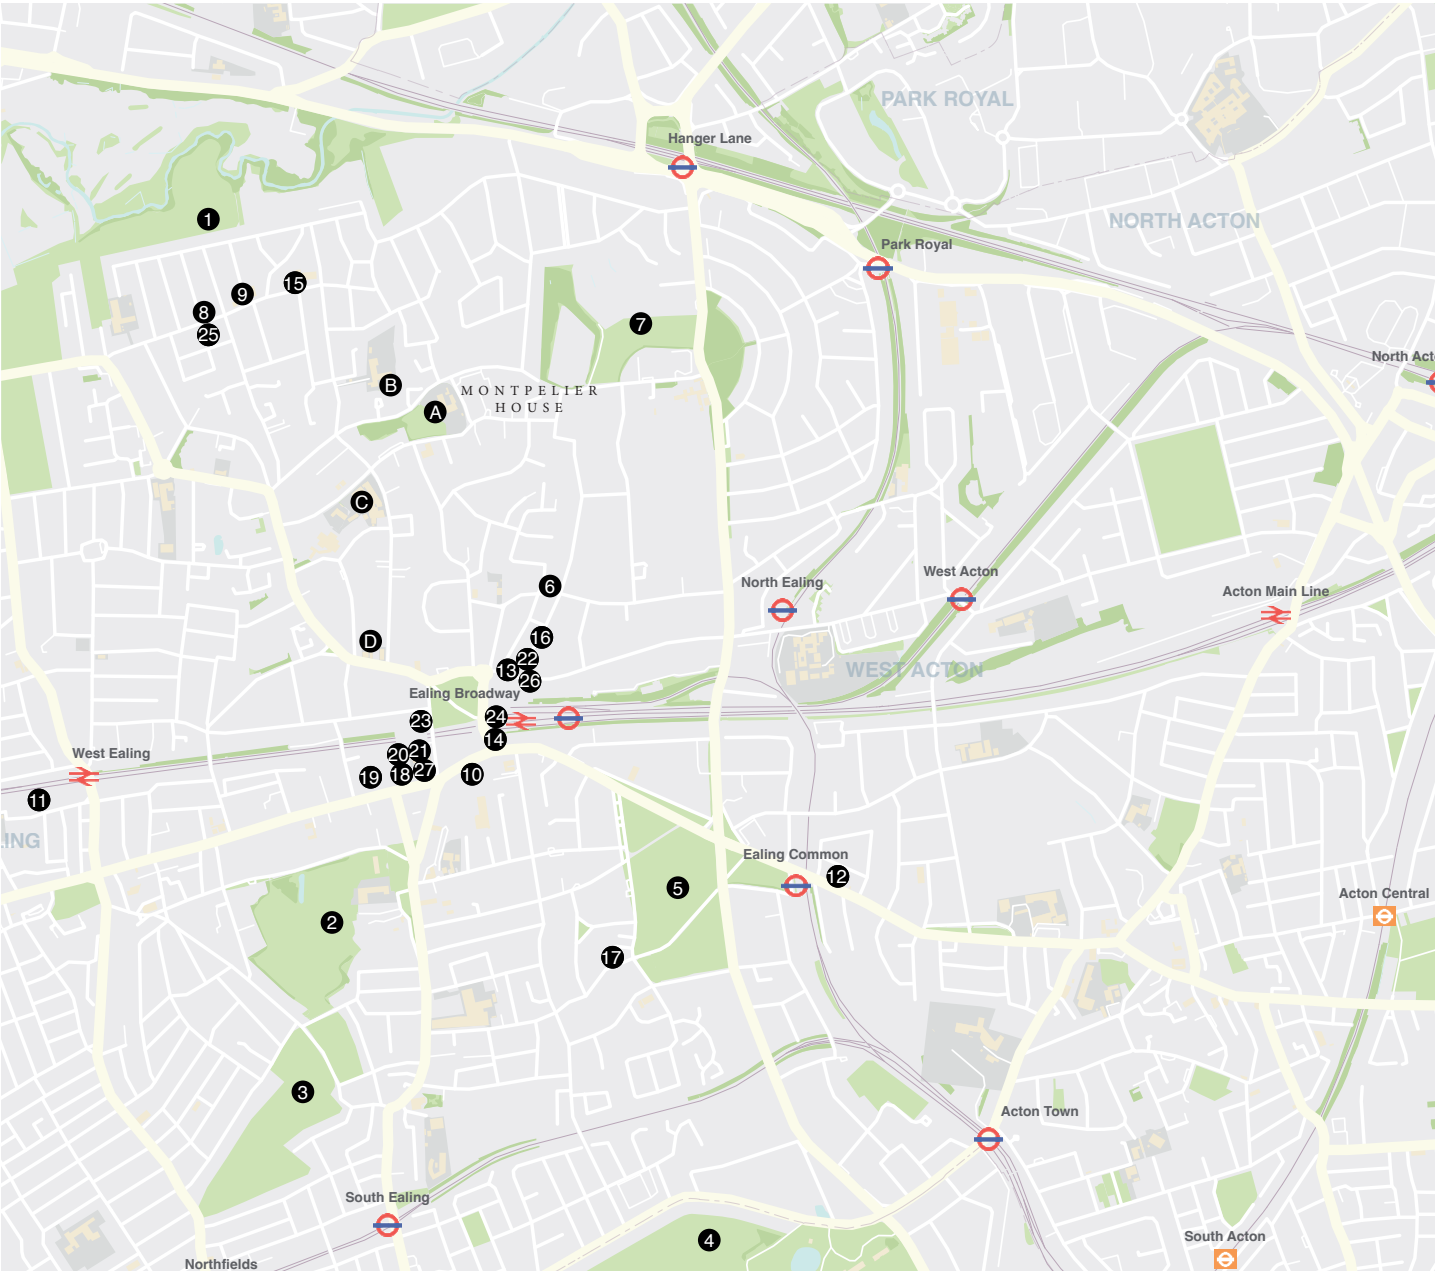 PARK ROYAL
Hanger Lane
NORTH ACTON
1
Park Royal
15
9
8
7
25
North Act
B
MONTPELIER
HOUSE
A
C
West Acton
North Ealing
6
Acton Main Line
16
D
22
13
WEST ACTON
26
Ealing Broadway
24
23
14
West Ealing
21
20
27
18
19
10
11
LING
Ealing Common
12
5
Acton Central
2
17
3
Acton Town
South Ealing
4
South Acton
Northfields